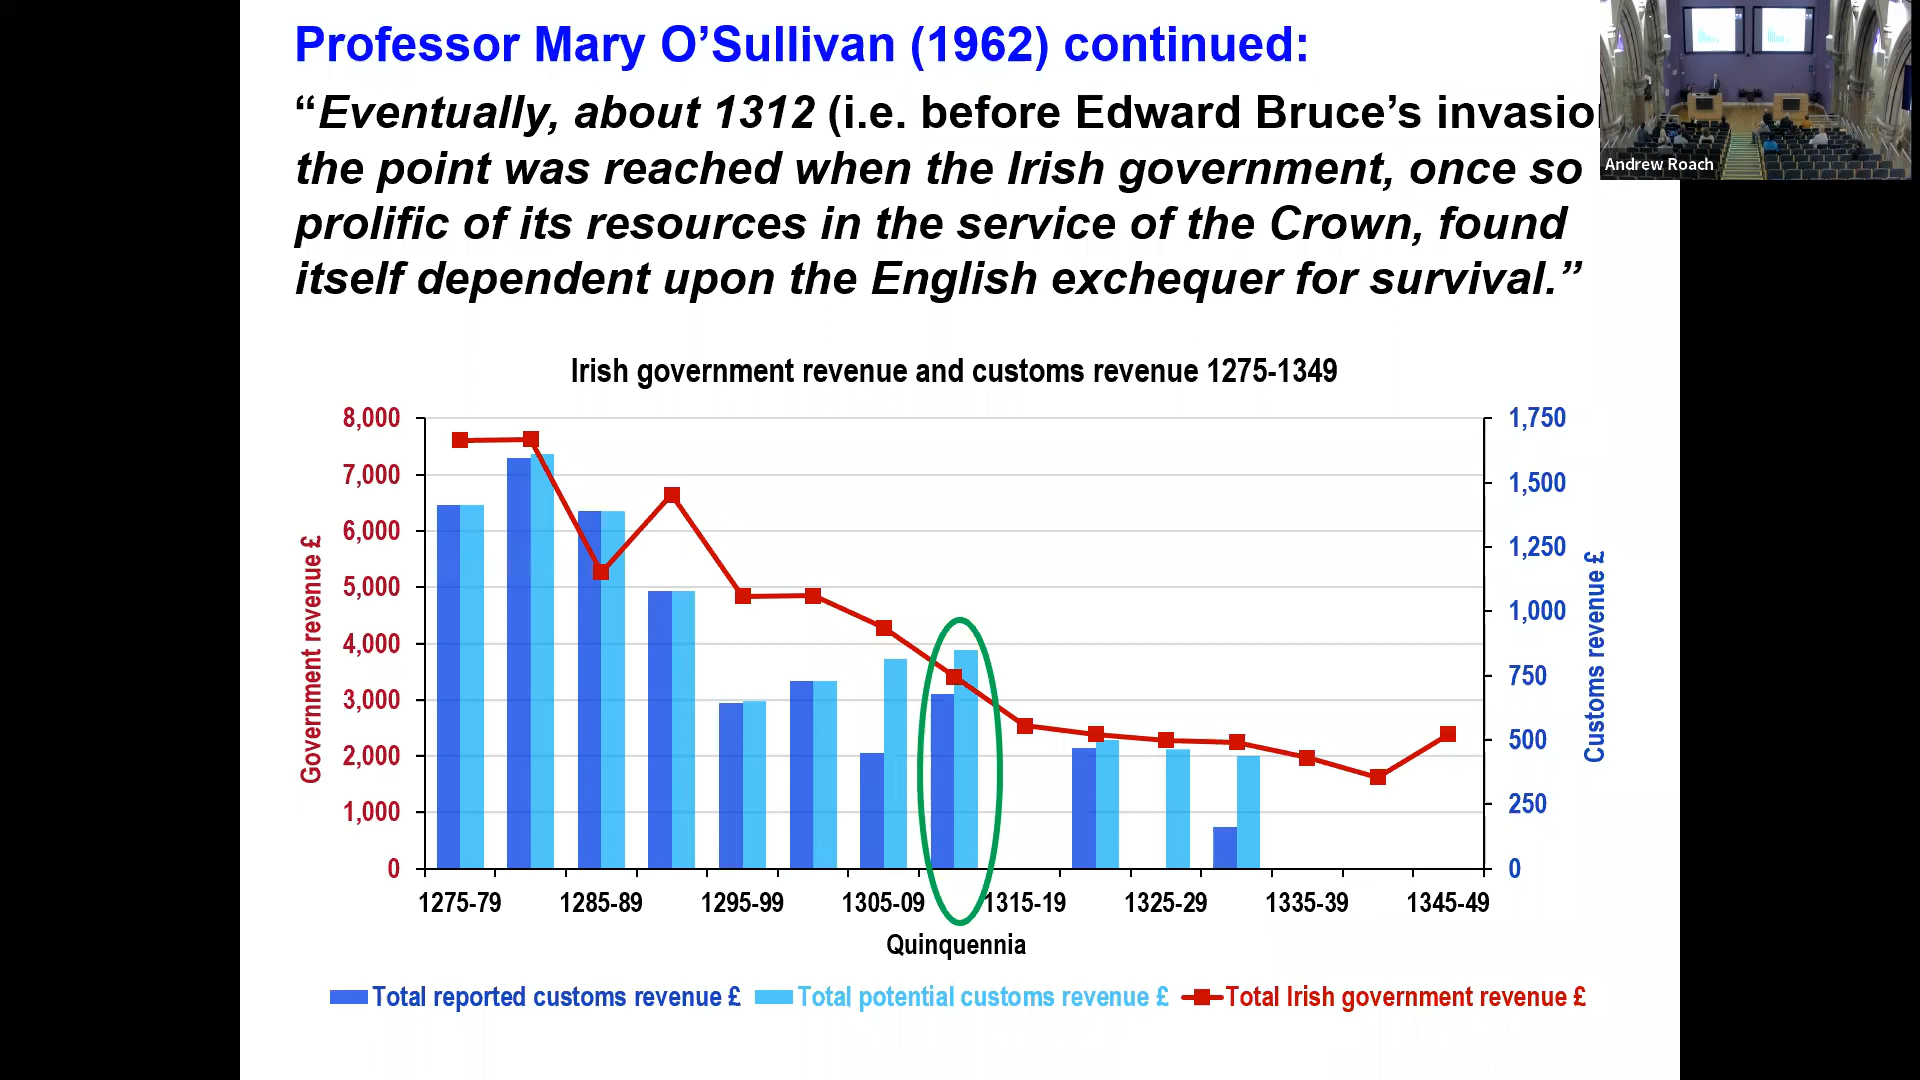 Professor Mary O’Sullivan (1962) continued:
“Eventually, about 1312 (i.e. before Edward Bruce’s invasio
the point was reached when the Irish government, once so
prolific of its resources in the service of the Crown, found
itself dependent upon the English exchequer for survival.”
Andrew Roach
Irish government revenue and customs revenue 1275-1349
Government revenue £
8,000
7,000
6,000
5,000
4,000
3,000
2,000
1,000
0
1,750
1,500
1,250
1,000
750
500
250
0
Customs revenue £
1275-79 1285-89 1295-99 1305-09 1315-19 1325-29 1335-39 1345-49
Quinquennia
Total reported customs revenue £ Total potential customs revenue £ Total Irish government revenue £